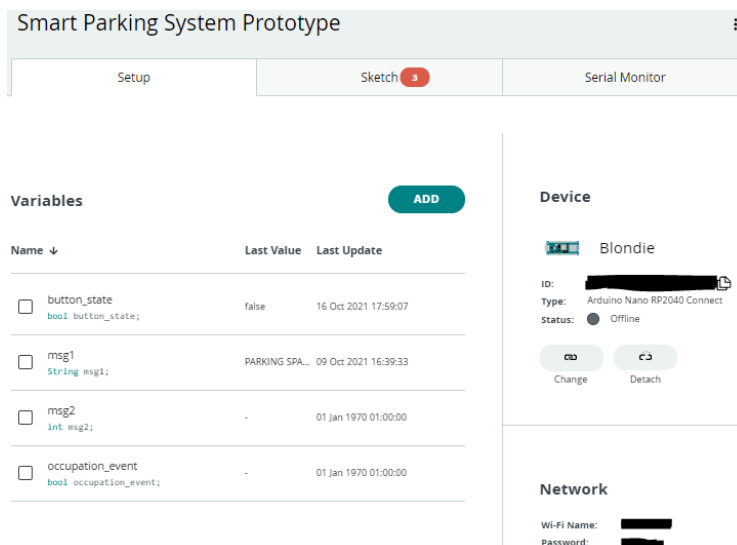 Smart Parking System Prototype
Setup
Sketch 3
Serial Monitor
Variables
ADD
Name ↓ Last Value Last Update
button_state
bool button_state;
false 16 Oct 2021 17:59:07
msg1
String msg1;
PARKING SPA... 09 Oct 2021 16:39:33
msg2
int msg2;
- 01 Jan 1970 01:00:00
occupation_event
bool occupation_event;
- 01 Jan 1970 01:00:00
Device
Blondie
ID:
Type: Arduino Nano RP2040 Connect
Status: Offline
Change Detach
Network
Wi-Fi Name:
Password: